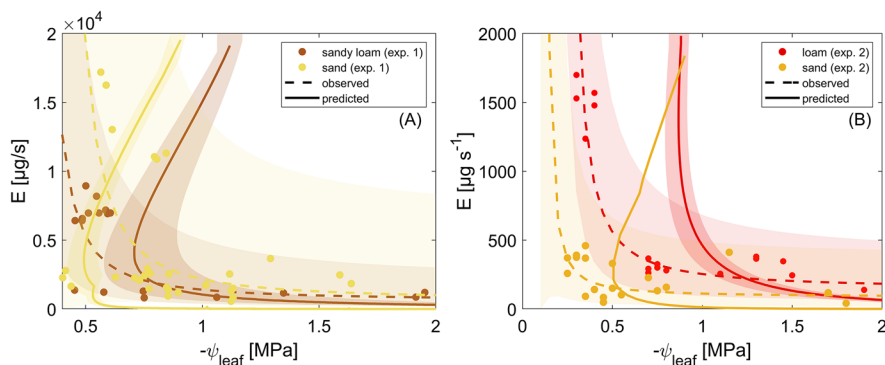 ×10⁴
2
1.5
1
0.5
0
E [µg/s]
sandy loam (exp. 1)
sand (exp. 1)
observed
predicted
(A)
0.5 1 1.5 2
-ψleaf [MPa]
2000
1500
1000
500
0
E [µg s⁻¹]
loam (exp. 2)
sand (exp. 2)
observed
predicted
(B)
0 0.5 1 1.5 2
-ψleaf [MPa]